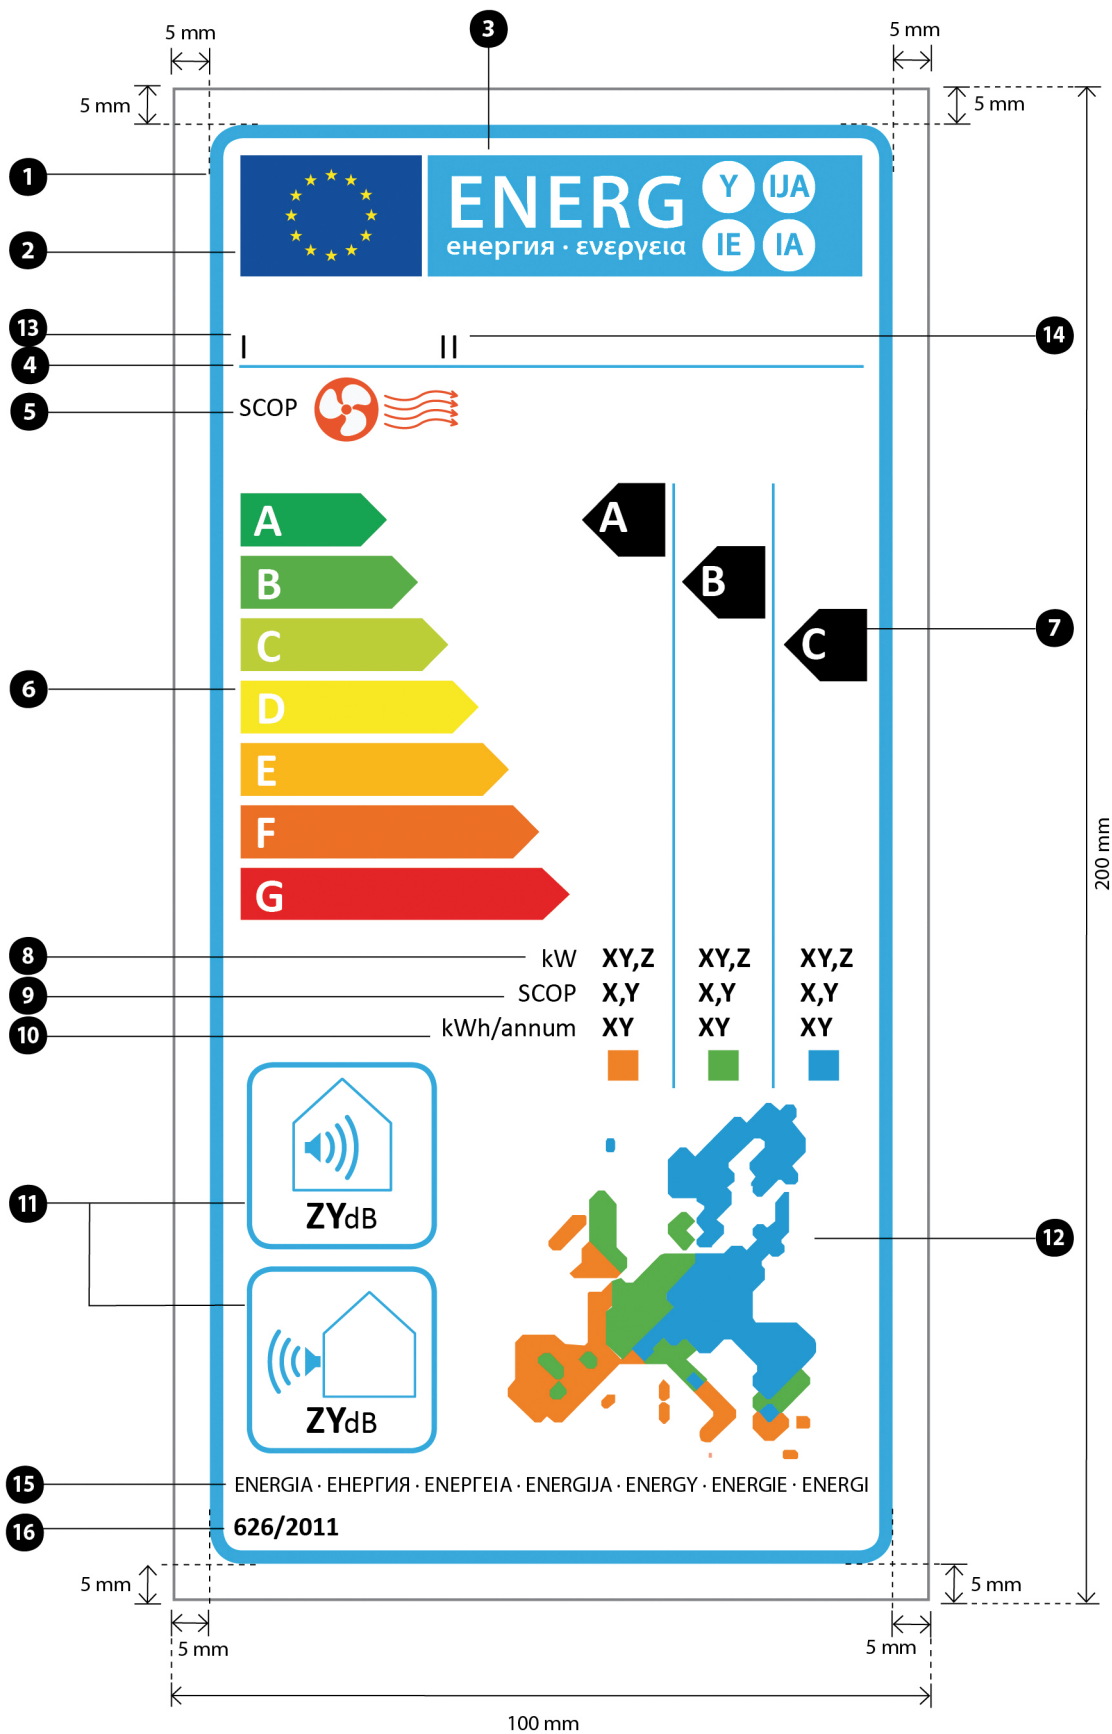 3
5 mm
5 mm
5 mm
5 mm
1
ENERG
Y IJA
2
енергия · ενεργεια
IE IA
13
I
II
14
4
5
SCOP
A
A
B
B
C
C
7
6
D
E
F
G
8
kW XY,Z XY,Z XY,Z
9
SCOP X,Y X,Y X,Y
10
kWh/annum XY XY XY
200 mm
11
ZYdB
12
ZYdB
15
ENERGIA · ЕНЕРГИЯ · ΕΝΕΡΓΕΙΑ · ENERGIJA · ENERGY · ENERGIE · ENERGI
16
626/2011
5 mm
5 mm
5 mm
5 mm
100 mm